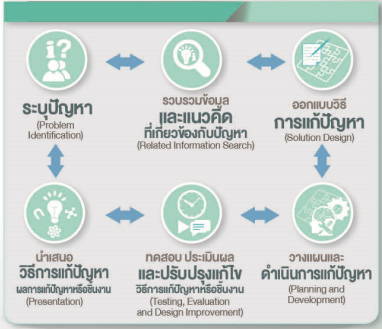 i?
ระบุปัญหา
(Problem
Identification)
รวบรวมข้อมูล
และแนวคิด
ที่เกี่ยวข้องกับปัญหา
(Related Information Search)
ออกแบบวิธี
การแก้ปัญหา
(Solution Design)
นำเสนอ
วิธีการแก้ปัญหา
ผลการแก้ปัญหาหรือชิ้นงาน
(Presentation)
ทดสอบ ประเมินผล
และปรับปรุงแก้ไข
วิธีการแก้ปัญหาหรือชิ้นงาน
(Testing, Evaluation
and Design Improvement)
วางแผนและ
ดำเนินการแก้ปัญหา
(Planning and
Development)